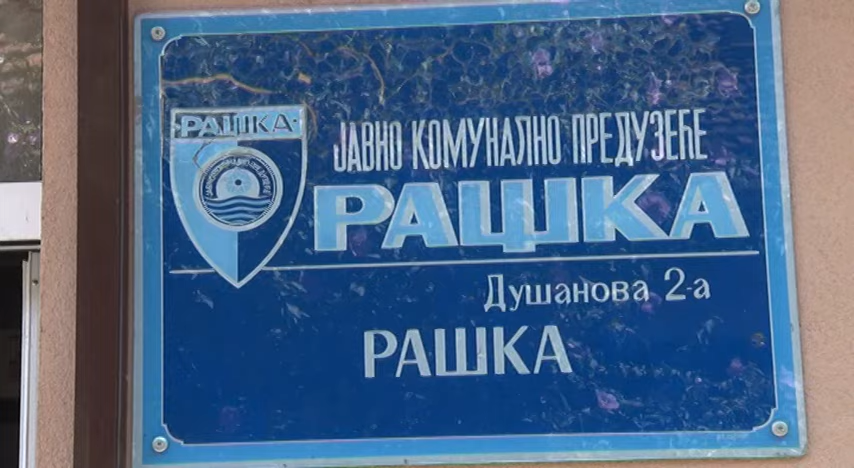 РАШКА
ЈАВНО КОМУНАЛНО ПРЕДУЗЕЋЕ
РАШКА
Душанова 2-а
РАШКА